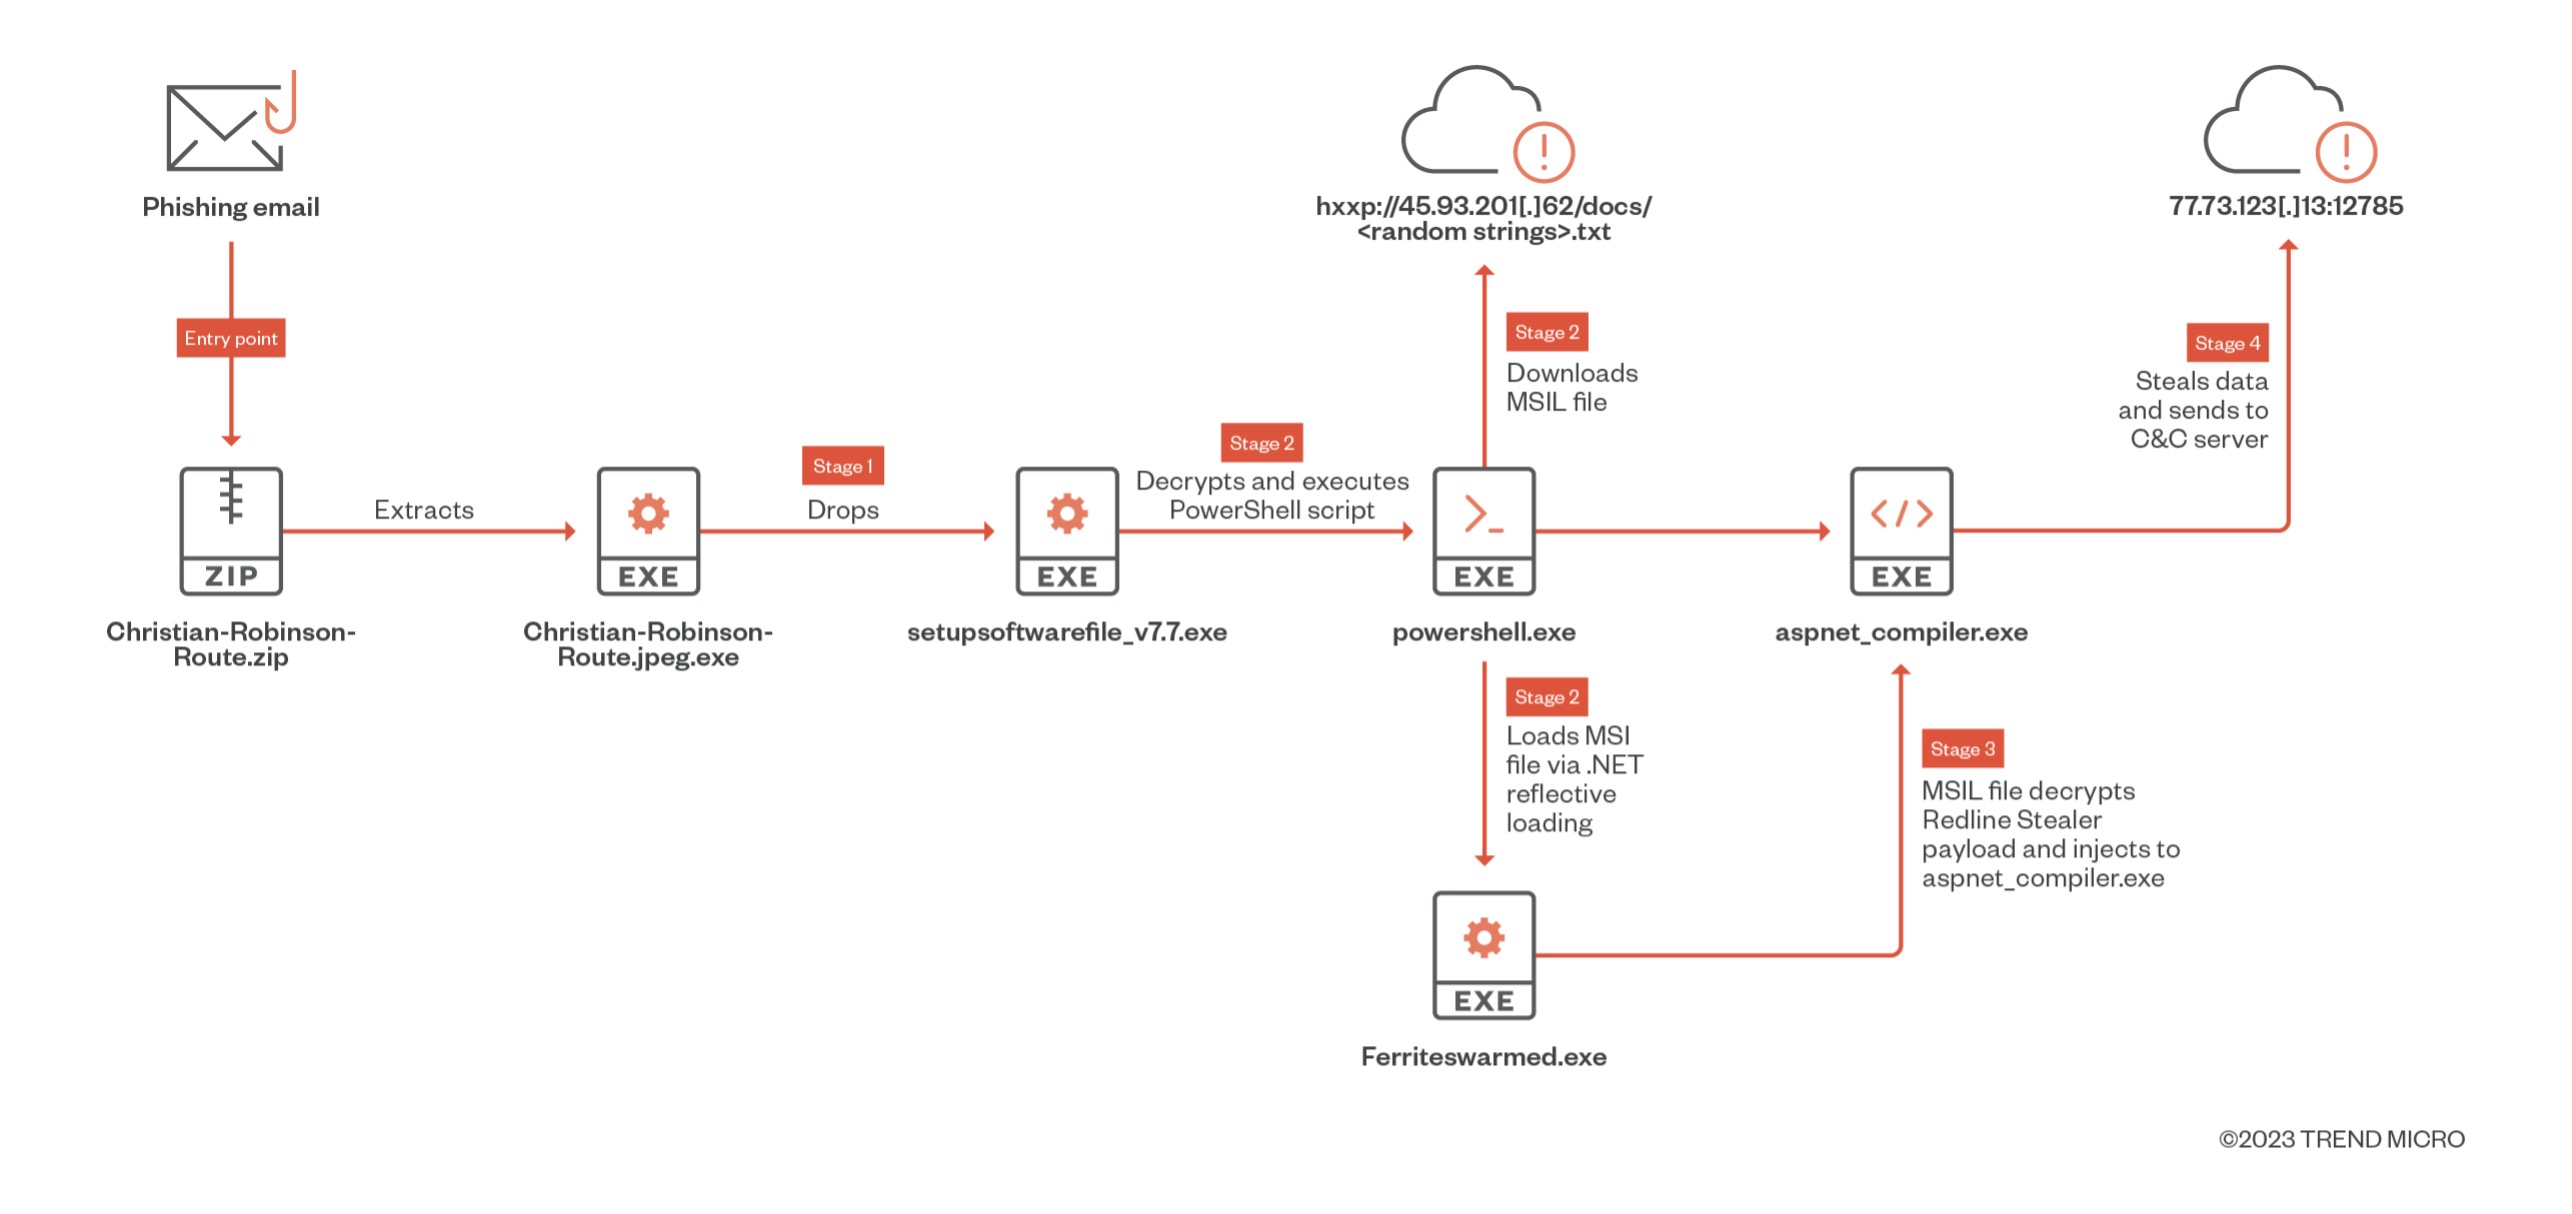 Phishing email
Entry point
ZIP
Christian-Robinson-
Route.zip
Extracts
EXE
Christian-Robinson-
Route.jpeg.exe
Stage 1
Drops
EXE
setupsoftwarefile_v7.7.exe
Stage 2
Decrypts and executes
PowerShell script
EXE
powershell.exe
hxxp://45.93.201[.]62/docs/
<random strings>.txt
Stage 2
Downloads
MSIL file
Stage 2
Loads MSI
file via .NET
reflective
loading
EXE
Ferriteswarmed.exe
EXE
aspnet_compiler.exe
Stage 3
MSIL file decrypts
Redline Stealer
payload and injects to
aspnet_compiler.exe
77.73.123[.]13:12785
Stage 4
Steals data
and sends to
C&C server
©2023 TREND MICRO